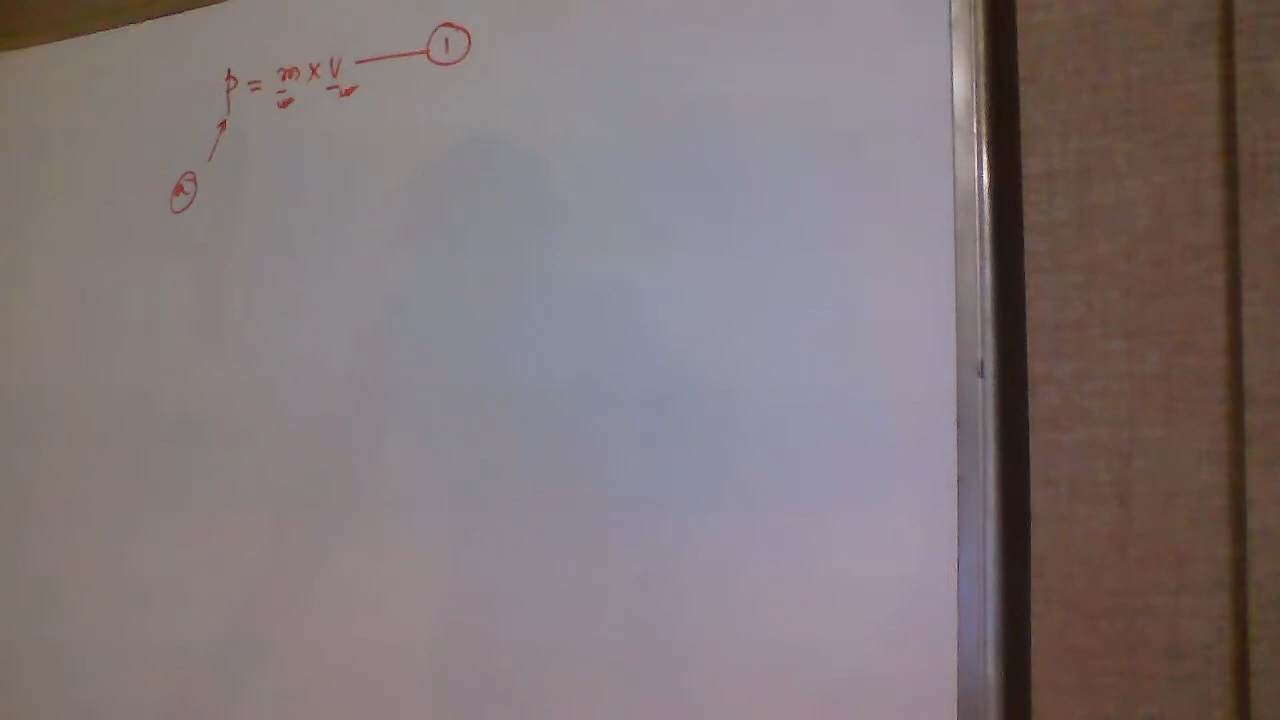 p = m × v — 1
2